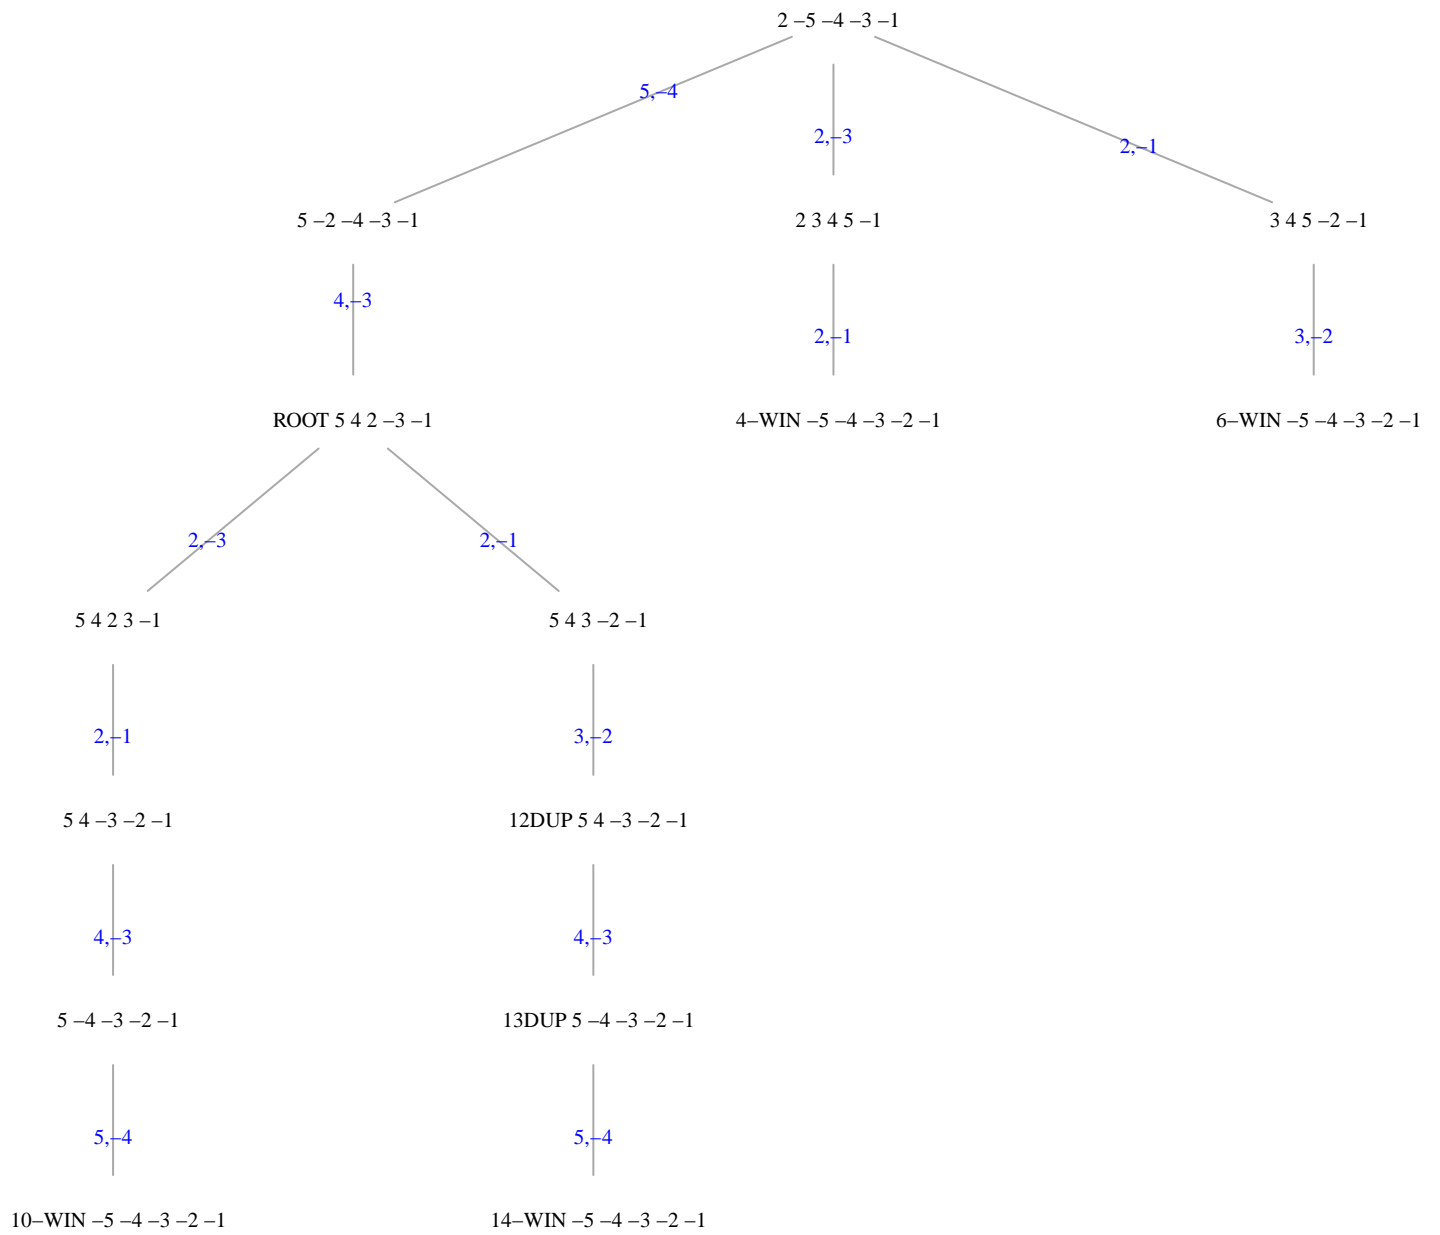 2 –5 –4 –3 –1
5,–4
2,–3
2,–1
5 –2 –4 –3 –1
2 3 4 5 –1
3 4 5 –2 –1
4,–3
2,–1
3,–2
ROOT 5 4 2 –3 –1
4–WIN –5 –4 –3 –2 –1
6–WIN –5 –4 –3 –2 –1
2,–3
2,–1
5 4 2 3 –1
5 4 3 –2 –1
2,–1
3,–2
5 4 –3 –2 –1
12DUP 5 4 –3 –2 –1
4,–3
4,–3
5 –4 –3 –2 –1
13DUP 5 –4 –3 –2 –1
5,–4
5,–4
10–WIN –5 –4 –3 –2 –1
14–WIN –5 –4 –3 –2 –1